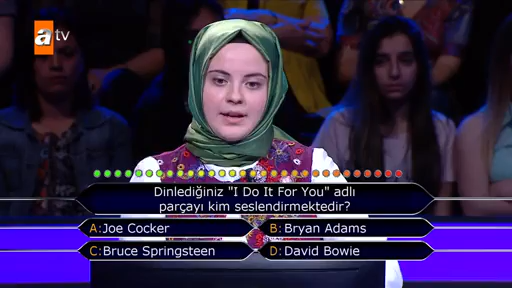 atv
Dinlediğiniz "I Do It For You" adlı
parçayı kim seslendirmektedir?
A:Joe Cocker
B:Bryan Adams
C:Bruce Springsteen
D:David Bowie